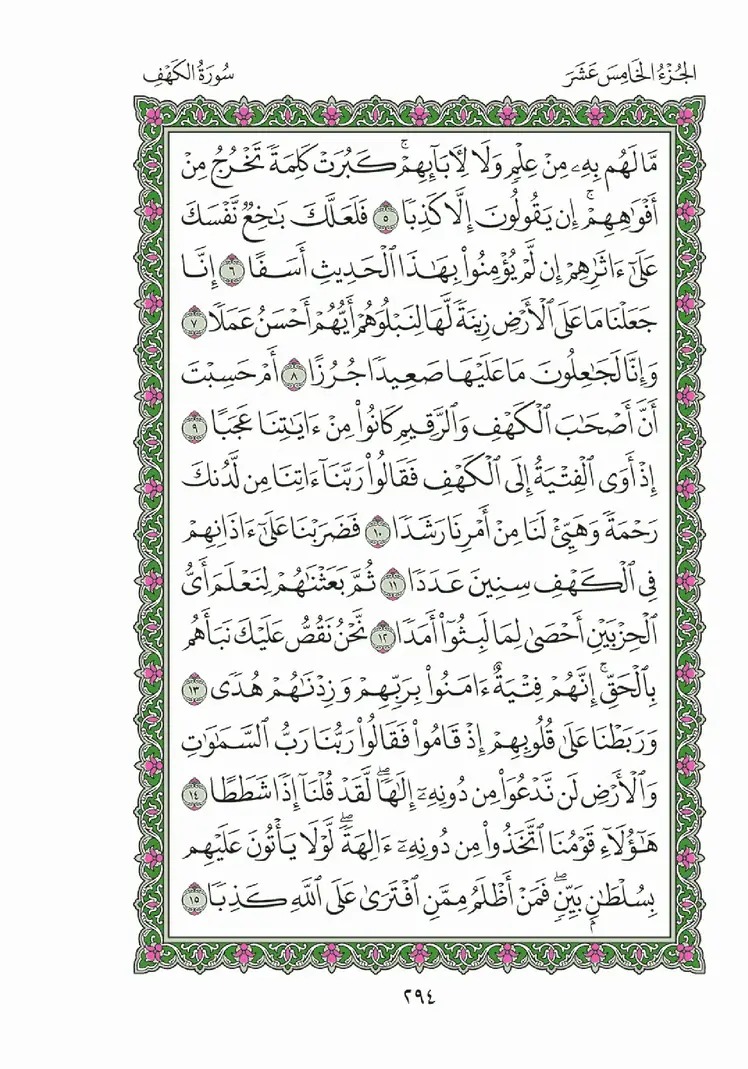 الجُزْءُ الخَامِسَ عَشَرَ
سُورَةُ الكَهْفِ
مَّا لَهُم بِهِۦ مِنْ عِلْمٍ وَلَا لِأَبَآئِهِمْۚ كَبُرَتْ كَلِمَةً تَخْرُجُ مِنْ
أَفْوَٰهِهِمْۚ إِن يَقُولُونَ إِلَّا كَذِبًا ٥ فَلَعَلَّكَ بَٰخِعٌ نَّفْسَكَ
عَلَىٰٓ ءَاثَٰرِهِمْ إِن لَّمْ يُؤْمِنُوا۟ بِهَٰذَا ٱلْحَدِيثِ أَسَفًا ٦ إِنَّا
جَعَلْنَا مَا عَلَى ٱلْأَرْضِ زِينَةً لَّهَا لِنَبْلُوَهُمْ أَيُّهُمْ أَحْسَنُ عَمَلًا ٧
وَإِنَّا لَجَٰعِلُونَ مَا عَلَيْهَا صَعِيدًا جُرُزًا ٨ أَمْ حَسِبْتَ
أَنَّ أَصْحَٰبَ ٱلْكَهْفِ وَٱلرَّقِيمِ كَانُوا۟ مِنْ ءَايَٰتِنَا عَجَبًا ٩
إِذْ أَوَى ٱلْفِتْيَةُ إِلَى ٱلْكَهْفِ فَقَالُوا۟ رَبَّنَآ ءَاتِنَا مِن لَّدُنكَ
رَحْمَةً وَهَيِّئْ لَنَا مِنْ أَمْرِنَا رَشَدًا ١٠ فَضَرَبْنَا عَلَىٰٓ ءَاذَانِهِمْ
فِى ٱلْكَهْفِ سِنِينَ عَدَدًا ١١ ثُمَّ بَعَثْنَٰهُمْ لِنَعْلَمَ أَىُّ
ٱلْحِزْبَيْنِ أَحْصَىٰ لِمَا لَبِثُوٓا۟ أَمَدًا ١٢ نَّحْنُ نَقُصُّ عَلَيْكَ نَبَأَهُم
بِٱلْحَقِّۚ إِنَّهُمْ فِتْيَةٌ ءَامَنُوا۟ بِرَبِّهِمْ وَزِدْنَٰهُمْ هُدًى ١٣
وَرَبَطْنَا عَلَىٰ قُلُوبِهِمْ إِذْ قَامُوا۟ فَقَالُوا۟ رَبُّنَا رَبُّ ٱلسَّمَٰوَٰتِ
وَٱلْأَرْضِ لَن نَّدْعُوَا۟ مِن دُونِهِۦٓ إِلَٰهًاۖ لَّقَدْ قُلْنَآ إِذًا شَطَطًا ١٤
هَٰٓؤُلَآءِ قَوْمُنَا ٱتَّخَذُوا۟ مِن دُونِهِۦٓ ءَالِهَةًۖ لَّوْلَا يَأْتُونَ عَلَيْهِم
بِسُلْطَٰنٍۭ بَيِّنٍۖ فَمَنْ أَظْلَمُ مِمَّنِ ٱفْتَرَىٰ عَلَى ٱللَّهِ كَذِبًا ١٥
٢٩٤